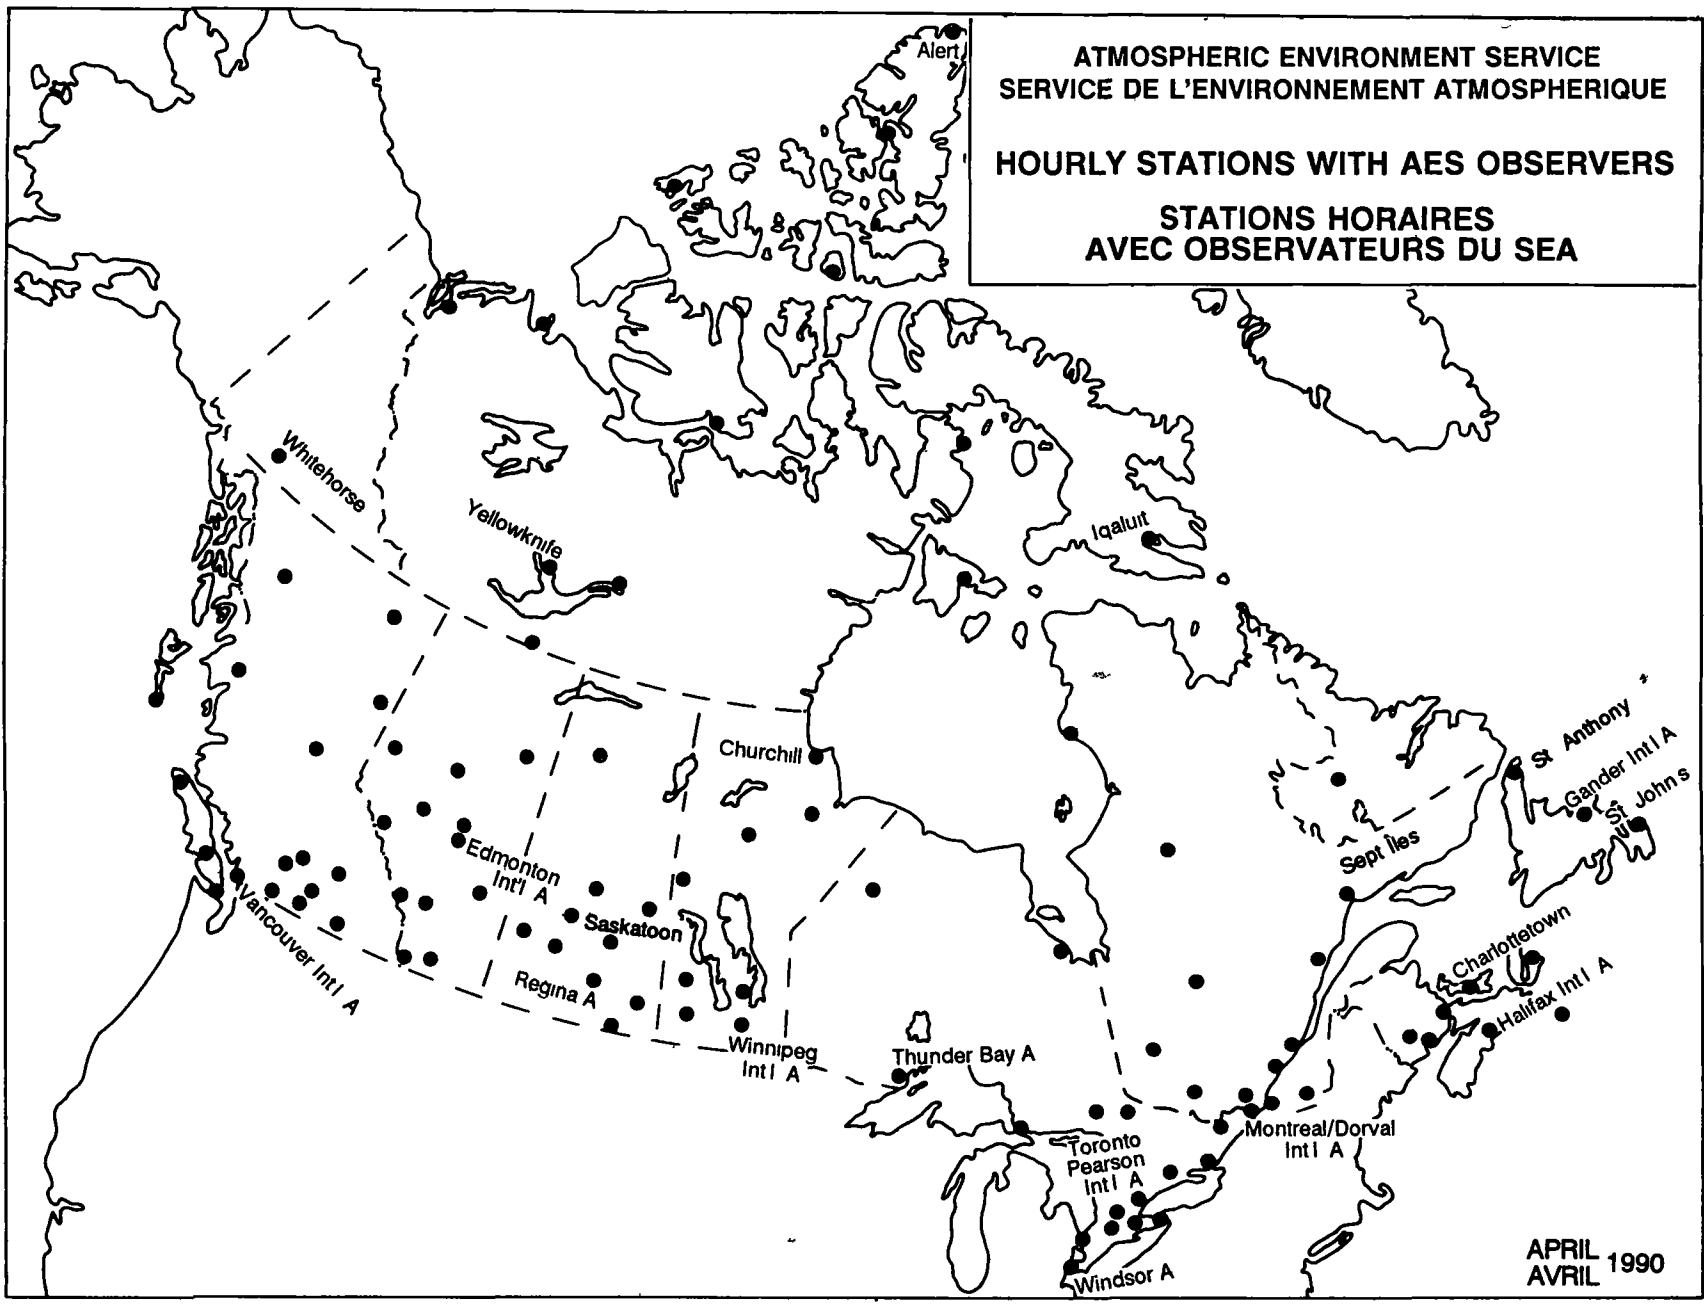 Alert
ATMOSPHERIC ENVIRONMENT SERVICE
SERVICE DE L'ENVIRONNEMENT ATMOSPHERIQUE
HOURLY STATIONS WITH AES OBSERVERS
STATIONS HORAIRES
AVEC OBSERVATEURS DU SEA
Whitehorse
Yellowknife
Iqaluit
Churchill
St Anthony
Gander Int l A
St John s
Sept Îles
Edmonton
Int'l A
Saskatoon
Vancouver Int l A
Regina A
Charlottetown
Halifax Int l A
Winnipeg
Int l A
Thunder Bay A
Montreal/Dorval
Int l A
Toronto
Pearson
Int l A
Windsor A
APRIL
AVRIL 1990